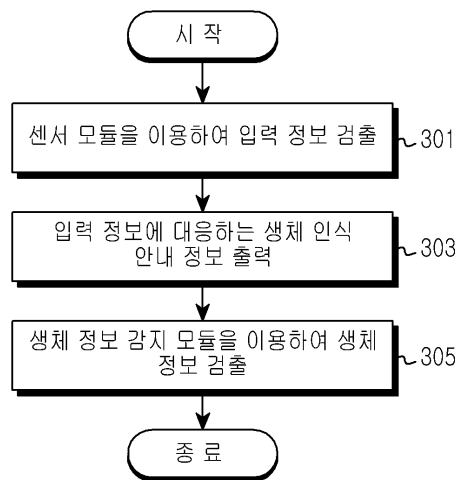 시 작
센서 모듈을 이용하여 입력 정보 검출
301
입력 정보에 대응하는 생체 인식
안내 정보 출력
303
생체 정보 감지 모듈을 이용하여 생체
정보 검출
305
종 료